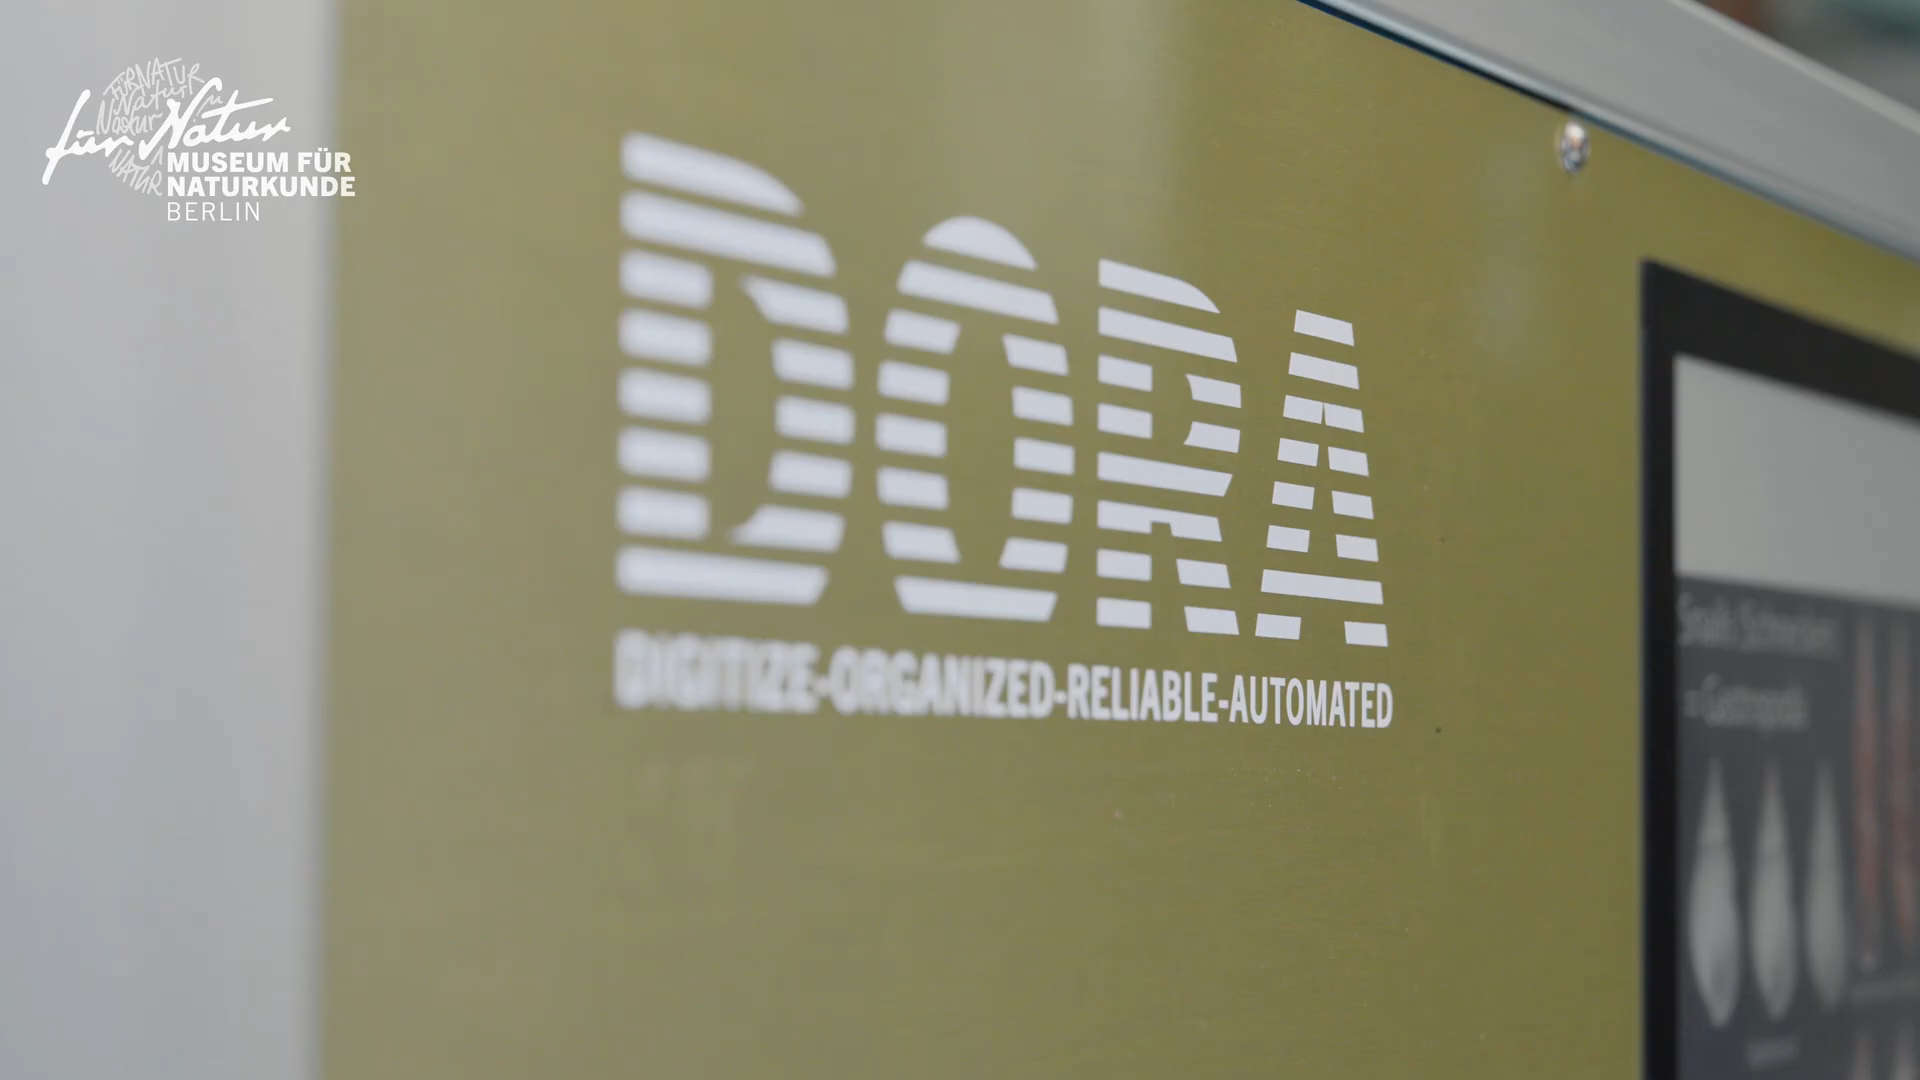 für Natur
MUSEUM FÜR
NATURKUNDE
BERLIN
DORA
DIGITIZE-ORGANIZED-RELIABLE-AUTOMATED